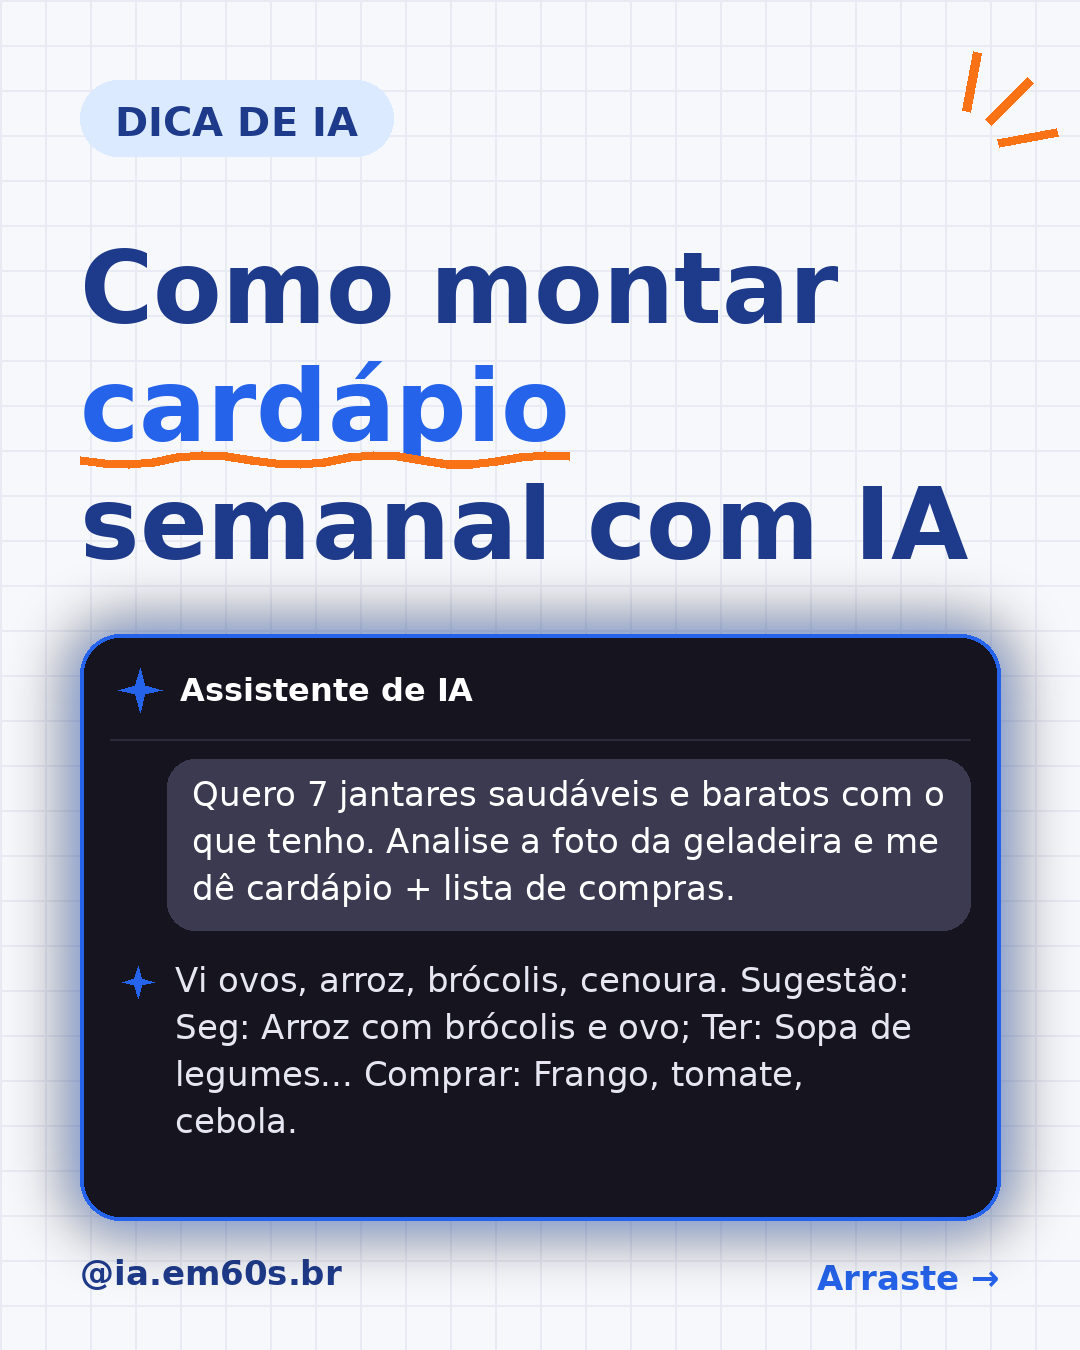 DICA DE IA
Como montar
cardápio
semanal com IA
Assistente de IA
Quero 7 jantares saudáveis e baratos com o
que tenho. Analise a foto da geladeira e me
dê cardápio + lista de compras.
Vi ovos, arroz, brócolis, cenoura. Sugestão:
Seg: Arroz com brócolis e ovo; Ter: Sopa de
legumes... Comprar: Frango, tomate,
cebola.
@ia.em60s.br
Arraste →